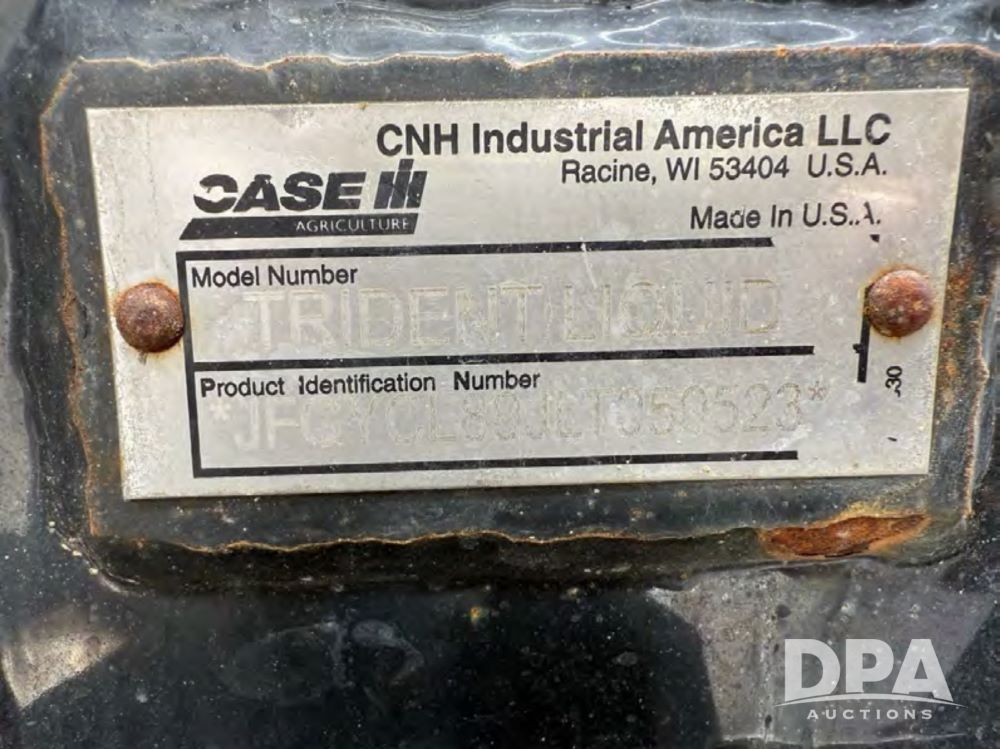 CNH Industrial America LLC
Racine, WI 53404 U.S.A.
CASE IH
AGRICULTURE
Made In U.S.A.
Model Number
TRIDENT LIQUID
Product Identification Number
.30
DPA
AUCTIONS